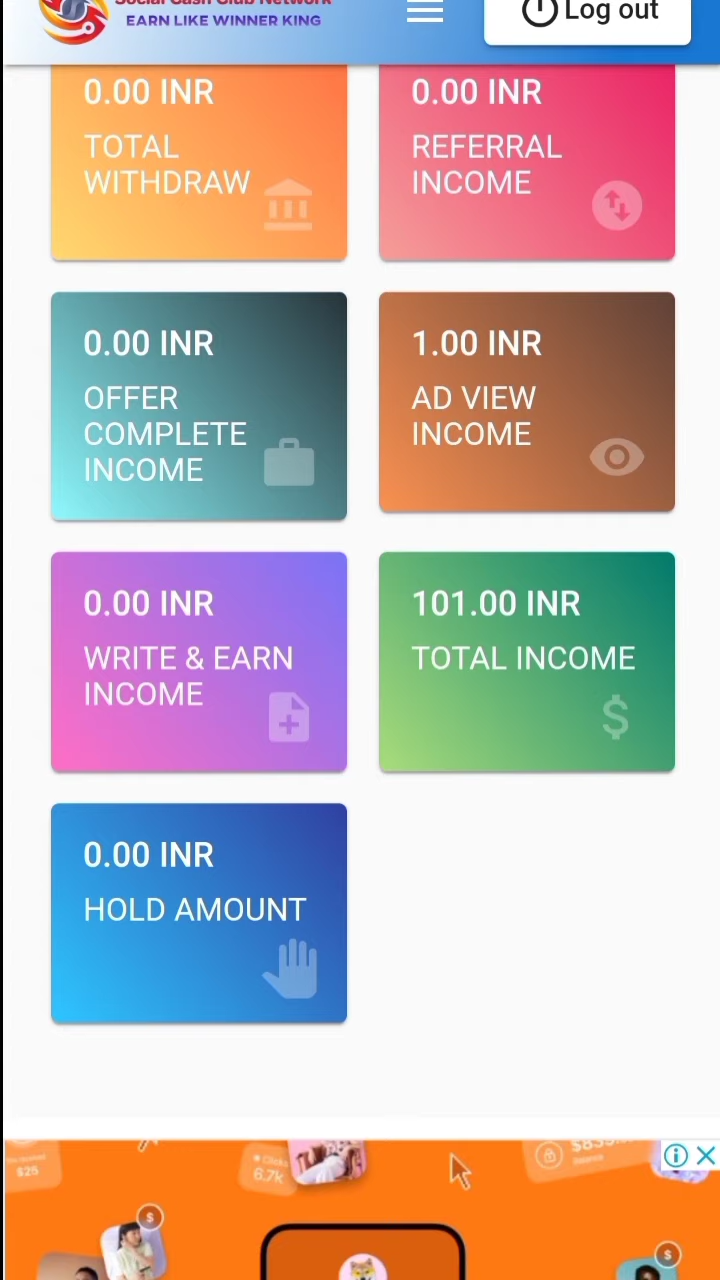 Social Cash Club Network
EARN LIKE WINNER KING
Log out
0.00 INR
TOTAL
WITHDRAW
0.00 INR
REFERRAL
INCOME
0.00 INR
OFFER
COMPLETE
INCOME
1.00 INR
AD VIEW
INCOME
0.00 INR
WRITE & EARN
INCOME
101.00 INR
TOTAL INCOME
0.00 INR
HOLD AMOUNT
$25
Clicks
6.7k